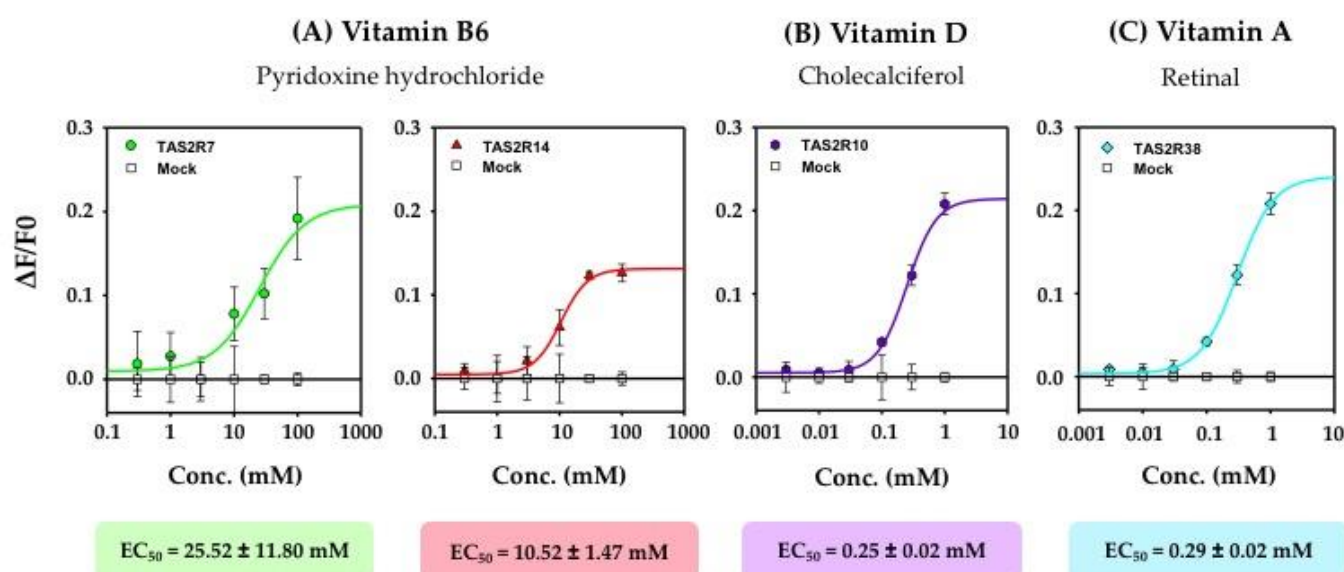 (A) Vitamin B6
(B) Vitamin D
(C) Vitamin A
Pyridoxine hydrochloride
Cholecalciferol
Retinal
ΔF/F0
0.3
0.2
0.1
0.0
TAS2R7
Mock
0.1 1 10 100 1000
Conc. (mM)
0.3
0.2
0.1
0.0
TAS2R14
Mock
0.1 1 10 100 1000
Conc. (mM)
0.3
0.2
0.1
0.0
TAS2R10
Mock
0.001 0.01 0.1 1 10
Conc. (mM)
0.3
0.2
0.1
0.0
TAS2R38
Mock
0.001 0.01 0.1 1 10
Conc. (mM)
EC₅₀ = 25.52 ± 11.80 mM
EC₅₀ = 10.52 ± 1.47 mM
EC₅₀ = 0.25 ± 0.02 mM
EC₅₀ = 0.29 ± 0.02 mM